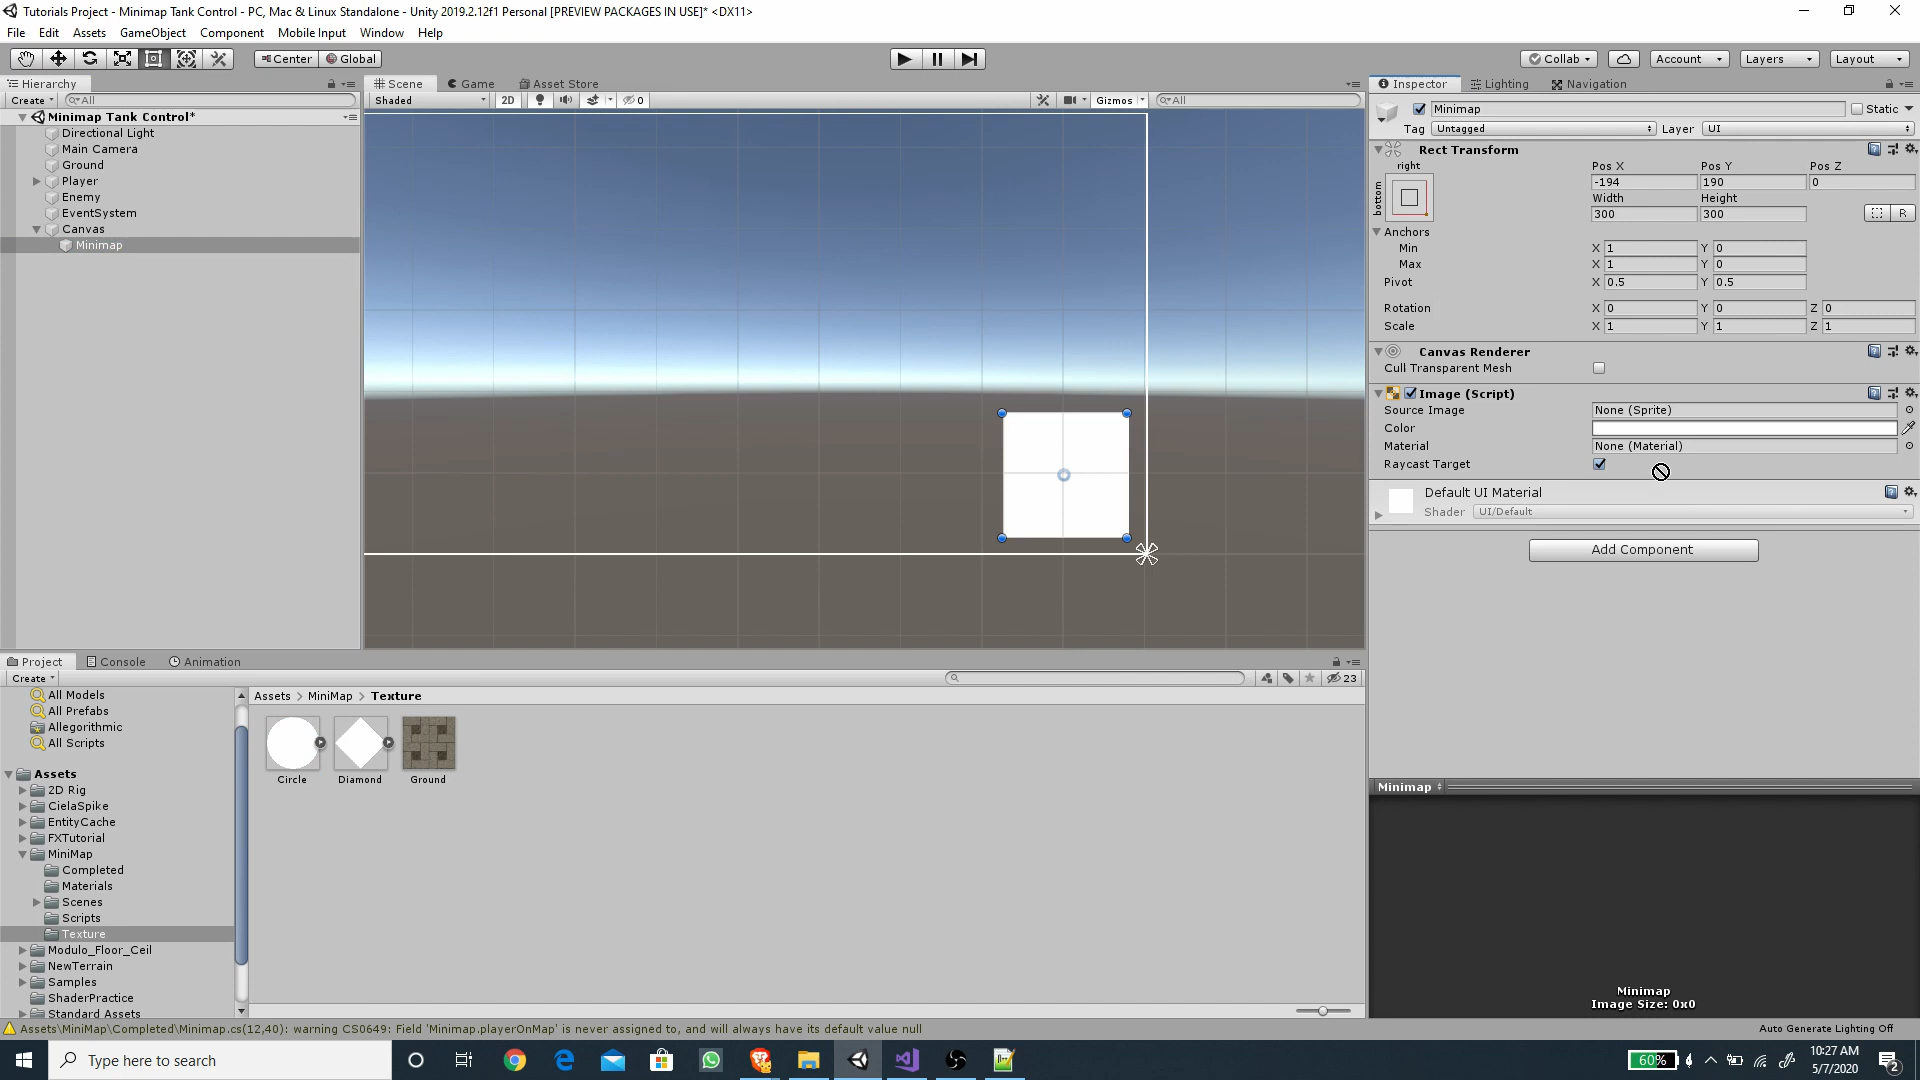 Tutorials Project - Minimap Tank Control - PC, Mac & Linux Standalone - Unity 2019.2.12f1 Personal [PREVIEW PACKAGES IN USE]* <DX11>
File Edit Assets GameObject Component Mobile Input Window Help
Center Global Collab Account Layers Layout
Hierarchy
Create All
Minimap Tank Control*
Directional Light
Main Camera
Ground
Player
Enemy
EventSystem
Canvas
Minimap
Scene Game Asset Store
Shaded 2D 0 Gizmos All
Inspector Lighting Navigation
Minimap Static
Tag Untagged Layer UI
Rect Transform
right Pos X Pos Y Pos Z
bottom -194 190 0
Width Height
300 300 R
Anchors
Min X 1 Y 0
Max X 1 Y 0
Pivot X 0.5 Y 0.5
Rotation X 0 Y 0 Z 0
Scale X 1 Y 1 Z 1
Canvas Renderer
Cull Transparent Mesh
Image (Script)
Source Image None (Sprite)
Color
Material None (Material)
Raycast Target
Default UI Material
Shader UI/Default
Add Component
Minimap
Minimap
Image Size: 0x0
Project Console Animation
Create 23
All Models
All Prefabs
Allegorithmic
All Scripts
Assets
2D Rig
CielaSpike
EntityCache
FXTutorial
MiniMap
Completed
Materials
Scenes
Scripts
Texture
Modulo_Floor_Ceil
NewTerrain
Samples
ShaderPractice
Standard Assets
Assets > MiniMap > Texture
Circle Diamond Ground
Assets\MiniMap\Completed\Minimap.cs(12,40): warning CS0649: Field 'Minimap.playerOnMap' is never assigned to, and will always have its default value null
Auto Generate Lighting Off
Type here to search
60%
10:27 AM
5/7/2020
2